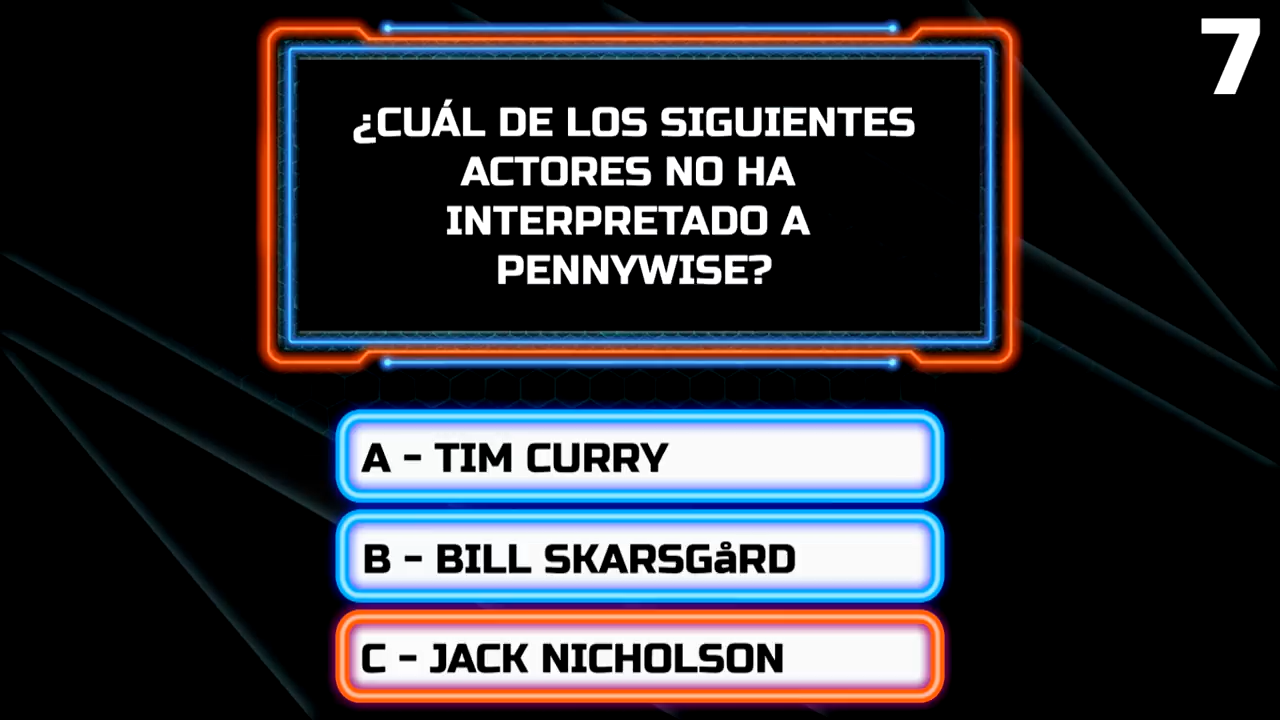 7
¿CUÁL DE LOS SIGUIENTES
ACTORES NO HA
INTERPRETADO A
PENNYWISE?
A - TIM CURRY
B - BILL SKARSGåRD
C - JACK NICHOLSON